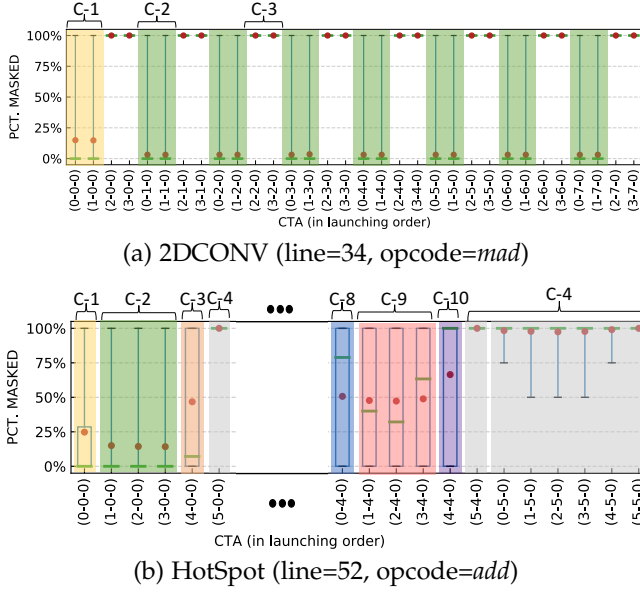 C-1 C-2 C-3
PCT. MASKED
100%
75%
50%
25%
0%
(0-0-0) (1-0-0) (2-0-0) (3-0-0) (0-1-0) (1-1-0) (2-1-0) (3-1-0) (0-2-0) (1-2-0) (2-2-0) (3-2-0) (0-3-0) (1-3-0) (2-3-0) (3-3-0) (0-4-0) (1-4-0) (2-4-0) (3-4-0) (0-5-0) (1-5-0) (2-5-0) (3-5-0) (0-6-0) (1-6-0) (2-6-0) (3-6-0) (0-7-0) (1-7-0) (2-7-0) (3-7-0)
CTA (in launching order)
(a) 2DCONV (line=34, opcode=mad)
C-1 C-2 C-3 C-4 ••• C-8 C-9 C-10 C-4
PCT. MASKED
100%
75%
50%
25%
0%
(0-0-0) (1-0-0) (2-0-0) (3-0-0) (4-0-0) (5-0-0) ••• (0-4-0) (1-4-0) (2-4-0) (3-4-0) (4-4-0) (5-4-0) (0-5-0) (1-5-0) (2-5-0) (3-5-0) (4-5-0) (5-5-0)
CTA (in launching order)
(b) HotSpot (line=52, opcode=add)